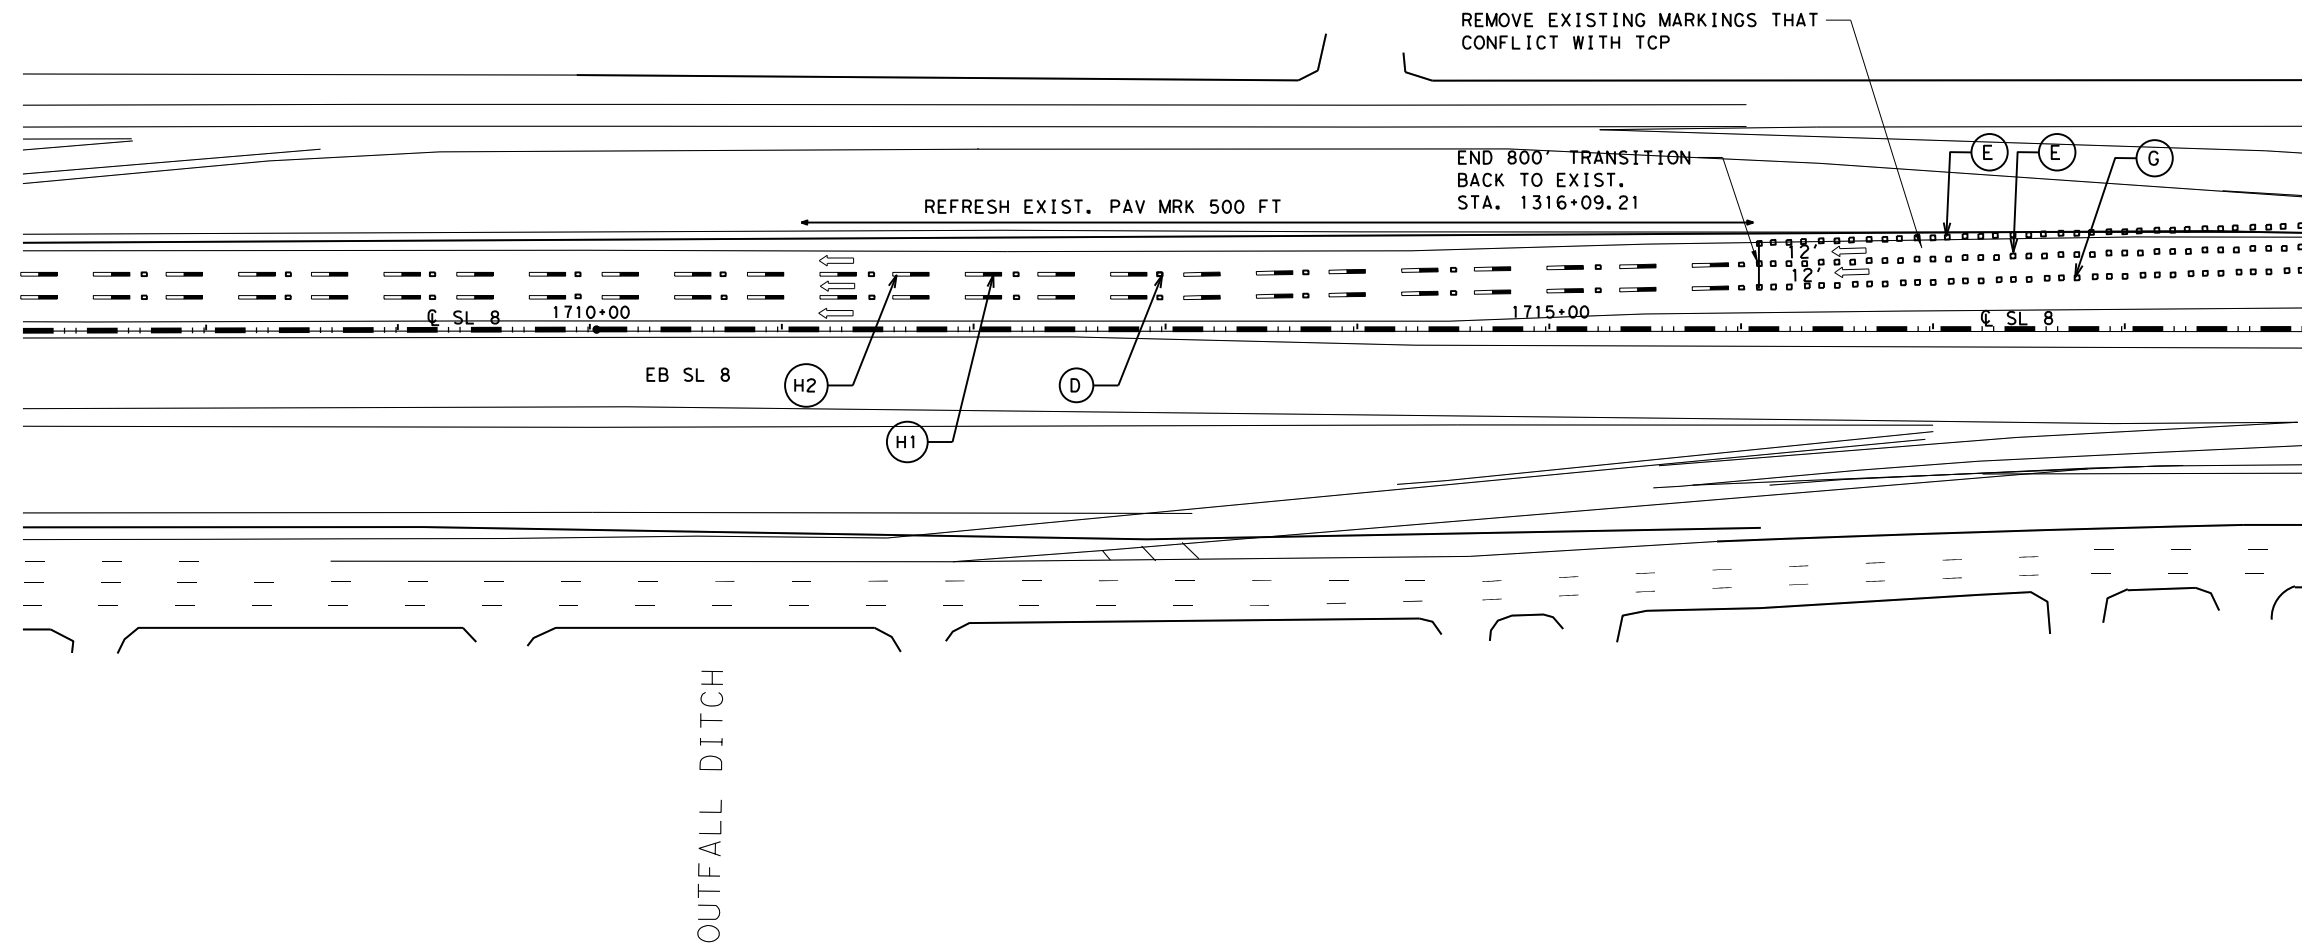 REMOVE EXISTING MARKINGS THAT
CONFLICT WITH TCP
END 800' TRANSITION
BACK TO EXIST.
STA. 1316+09.21
E
E
G
REFRESH EXIST. PAV MRK 500 FT
12'
12'
℄ SL 8
1710+00
1715+00
℄ SL 8
EB SL 8
H2
D
H1
OUTFALL DITCH